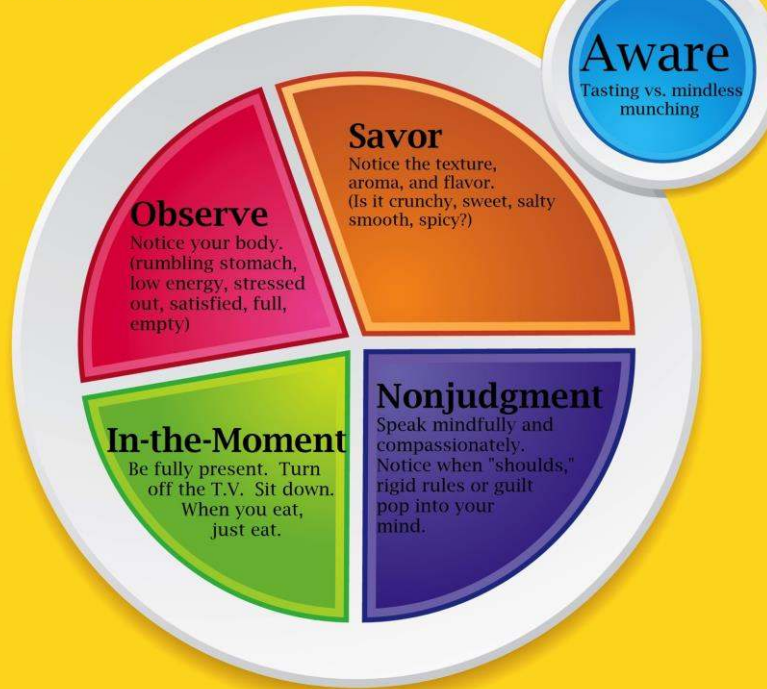 Aware
Tasting vs. mindless
munching
Savor
Notice the texture,
aroma, and flavor.
(Is it crunchy, sweet, salty
smooth, spicy?)
Observe
Notice your body.
(rumbling stomach,
low energy, stressed
out, satisfied, full,
empty)
In-the-Moment
Be fully present.  Turn
off the T.V.  Sit down.
When you eat,
just eat.
Nonjudgment
Speak mindfully and
compassionately.
Notice when "shoulds,"
rigid rules or guilt
pop into your
mind.